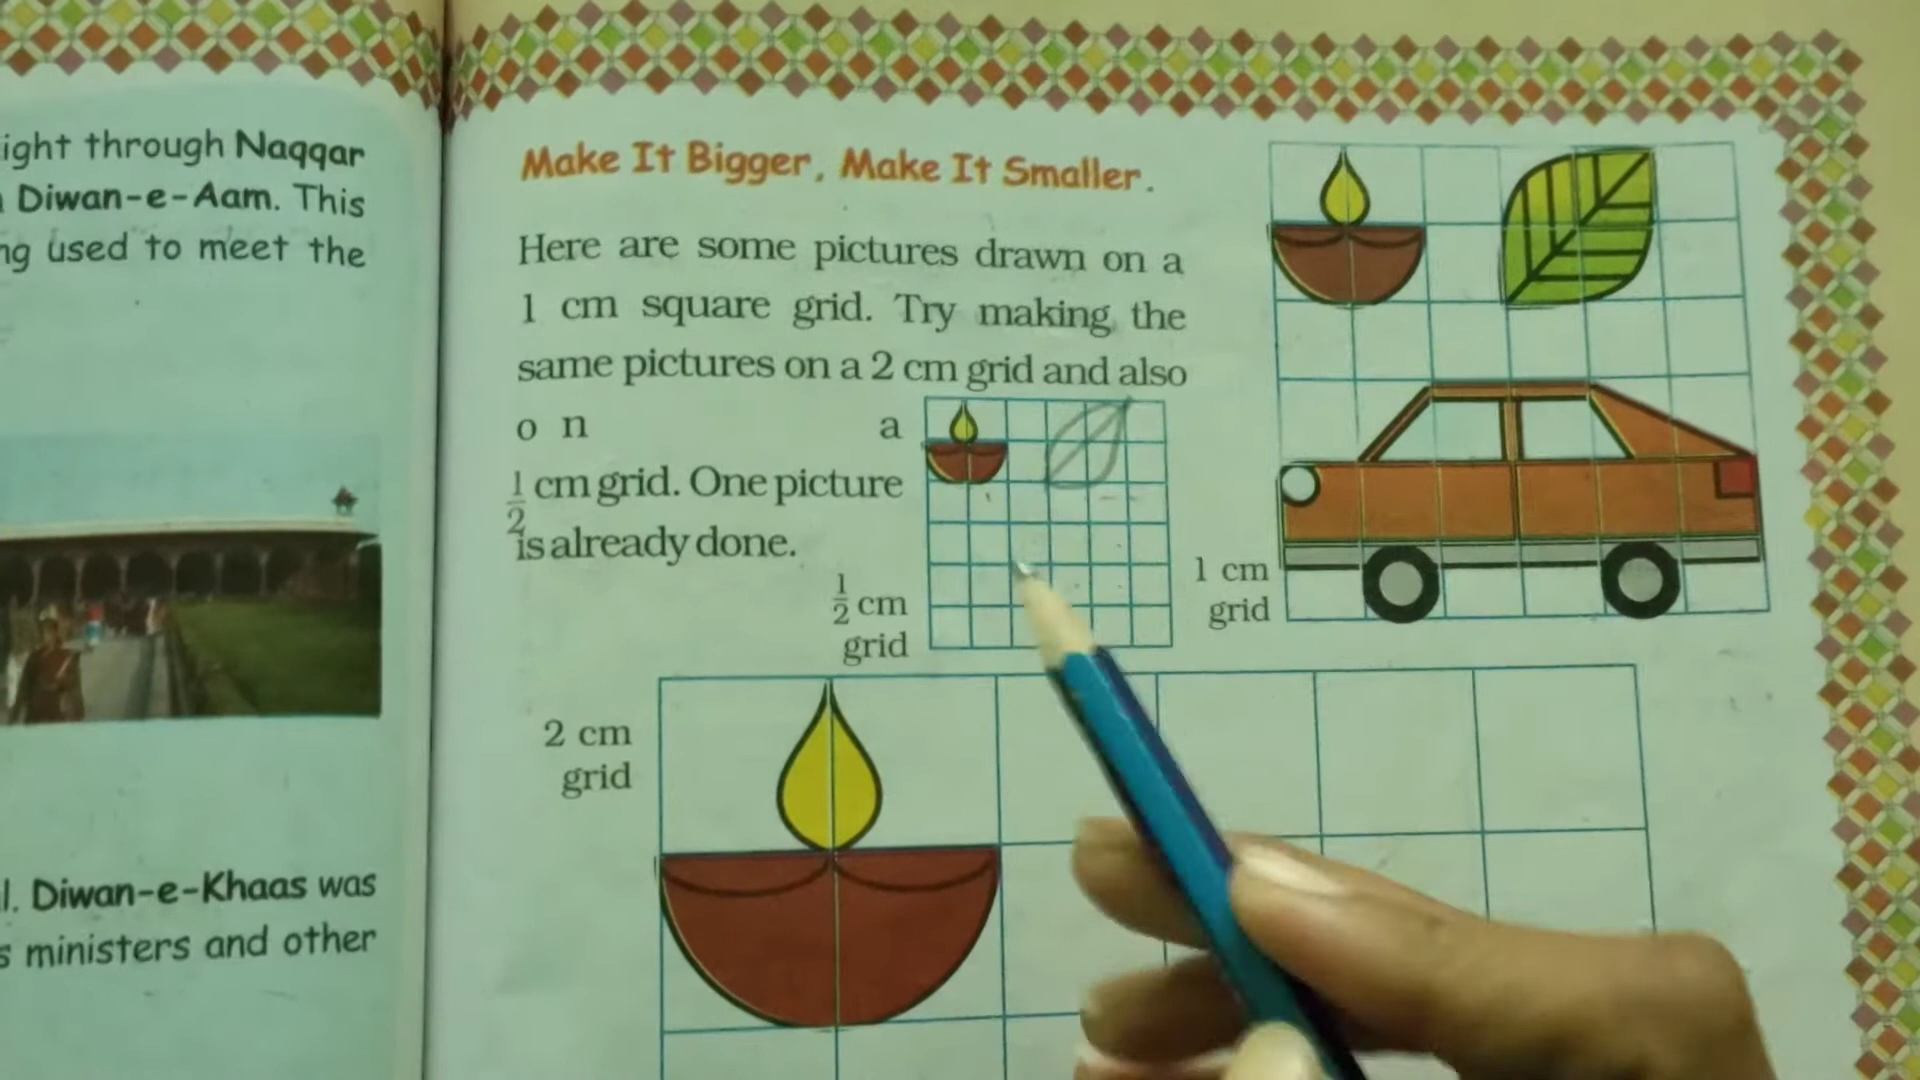 ight through Naqqar
Diwan-e-Aam. This
ng used to meet the
l. Diwan-e-Khaas was
s ministers and other
Make It Bigger, Make It Smaller.
Here are some pictures drawn on a
1 cm square grid. Try making the
same pictures on a 2 cm grid and also
o n a
1/2 cm grid. One picture
is already done.
1/2 cm
grid
1 cm
grid
2 cm
grid